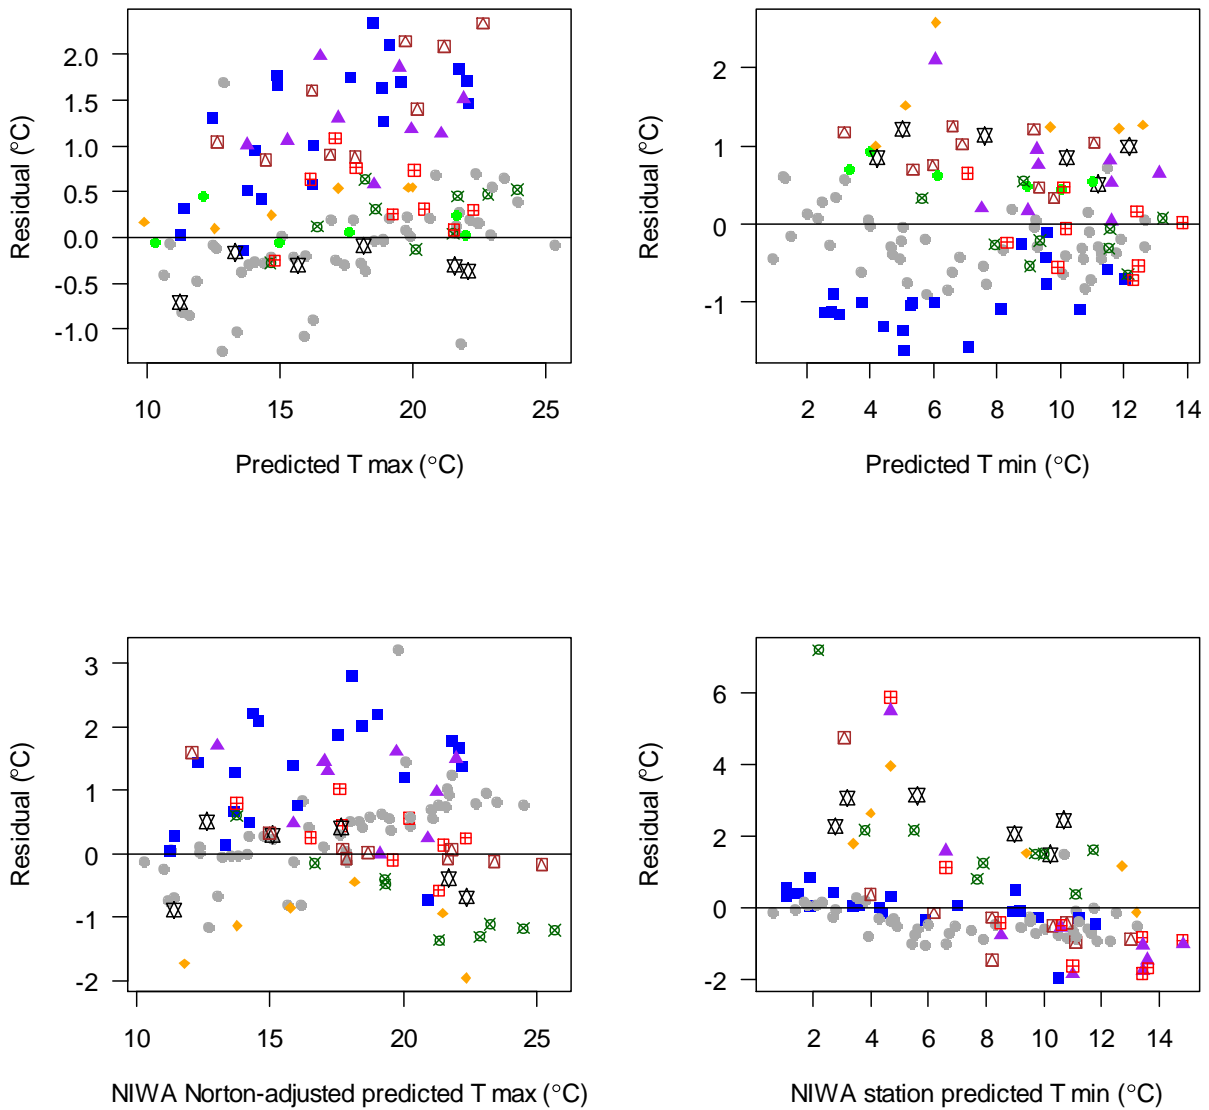 2.0
1.5
1.0
0.5
0.0
-0.5
-1.0
Residual (°C)
10 15 20 25
Predicted T max (°C)
2
1
0
-1
Residual (°C)
2 4 6 8 10 12 14
Predicted T min (°C)
3
2
1
0
-1
-2
Residual (°C)
10 15 20 25
NIWA Norton-adjusted predicted T max (°C)
6
4
2
0
-2
Residual (°C)
2 4 6 8 10 12 14
NIWA station predicted T min (°C)